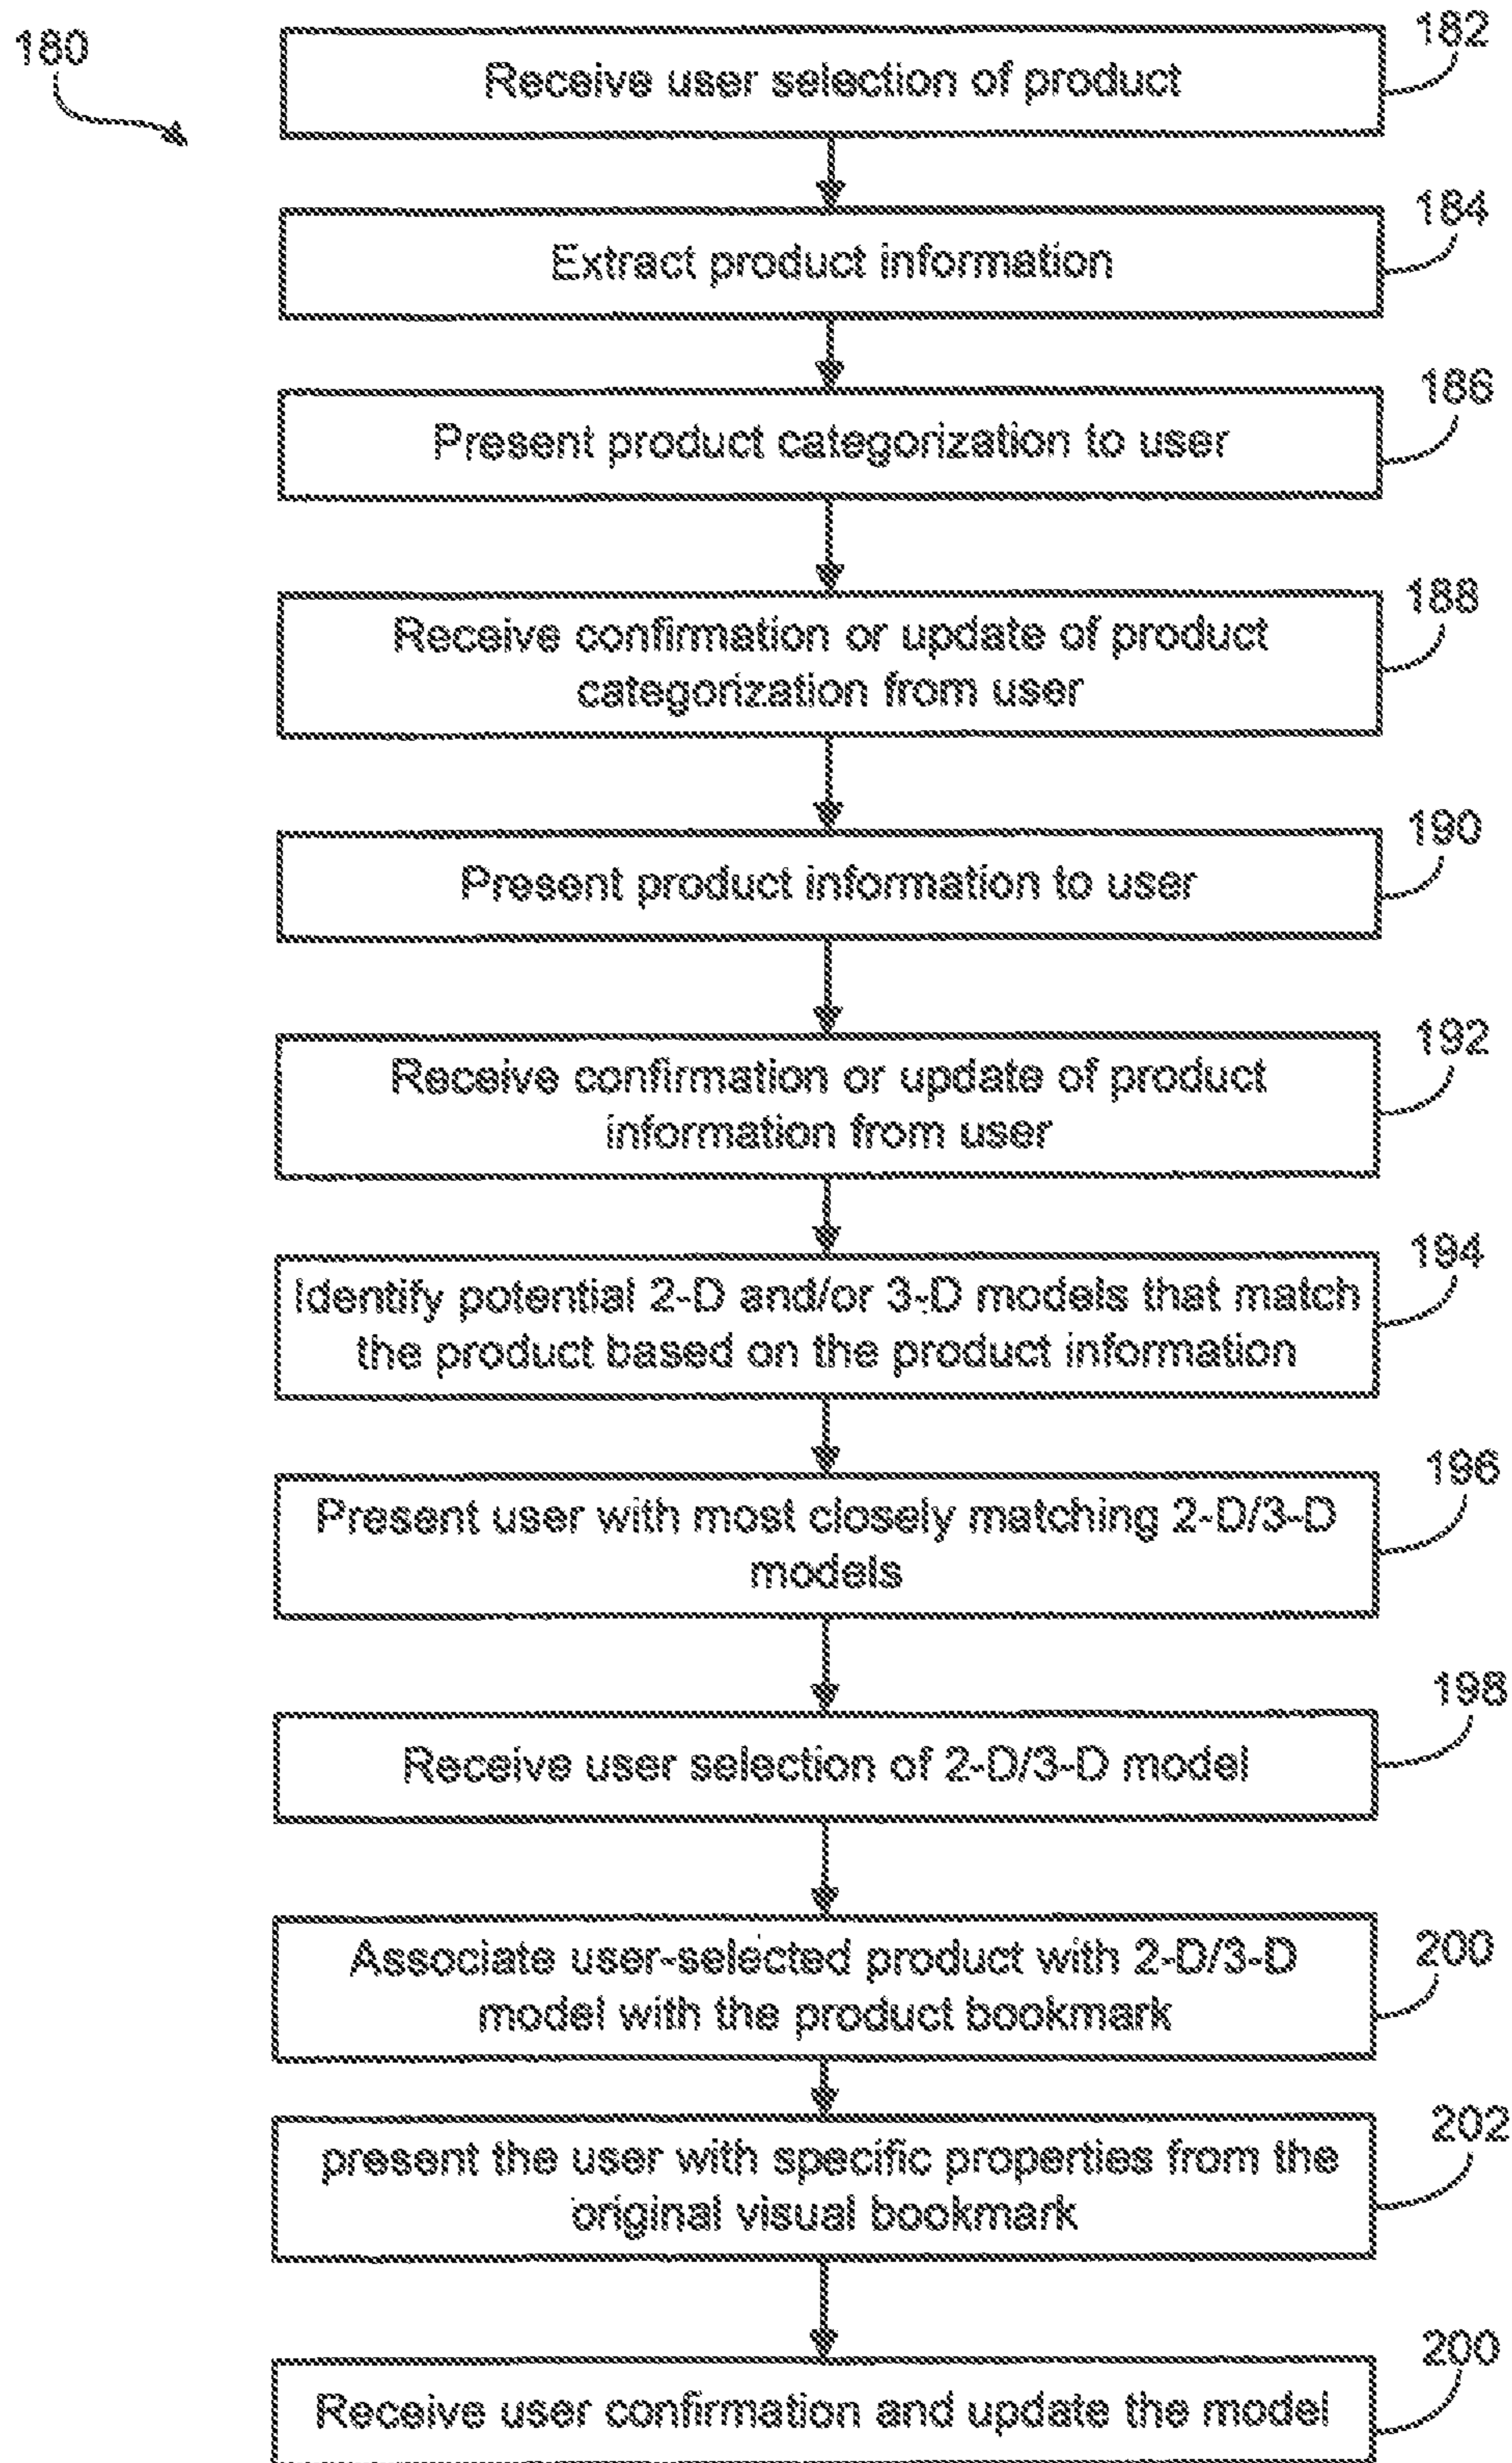 180
Receive user selection of product
182
Extract product information
184
Present product categorization to user
186
Receive confirmation or update of product
categorization from user
188
Present product information to user
190
Receive confirmation or update of product
information from user
192
Identify potential 2-D and/or 3-D models that match
the product based on the product information
194
Present user with most closely matching 2-D/3-D
models
196
Receive user selection of 2-D/3-D model
198
Associate user-selected product with 2-D/3-D
model with the product bookmark
200
present the user with specific properties from the
original visual bookmark
202
Receive user confirmation and update the model
200